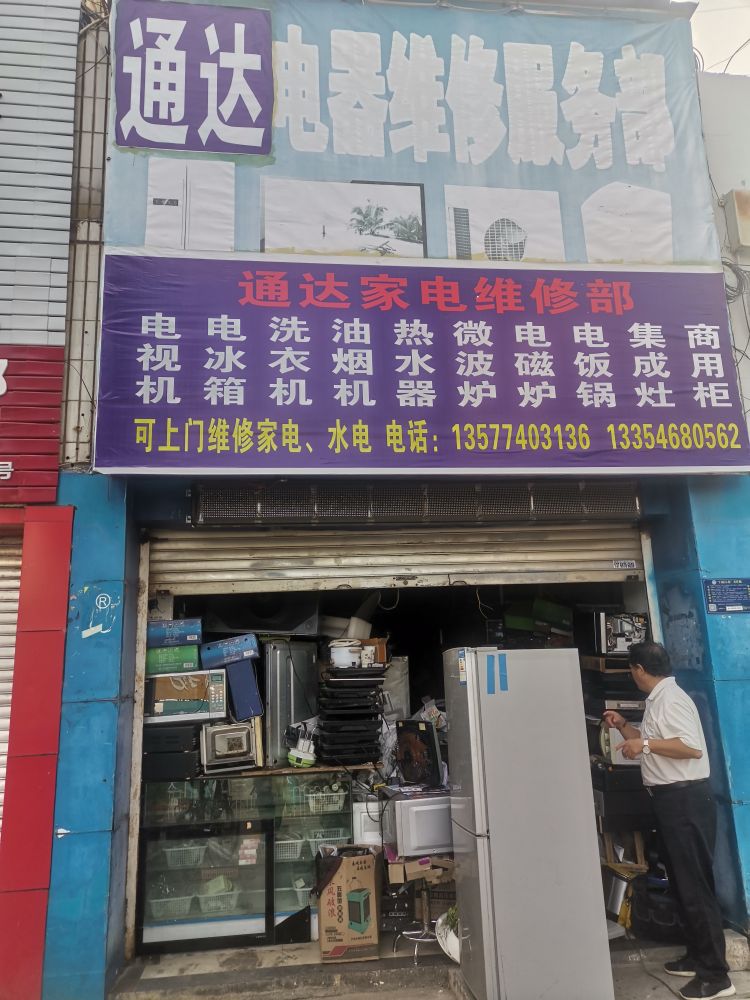 通达电器维修服务部
通达家电维修部
电视机 电冰箱 洗衣机 油烟机 热水器 微波炉 电磁炉 电饭锅 集成灶 商用柜
可上门维修家电、水电 电话：13577403136 13354680562
号
®